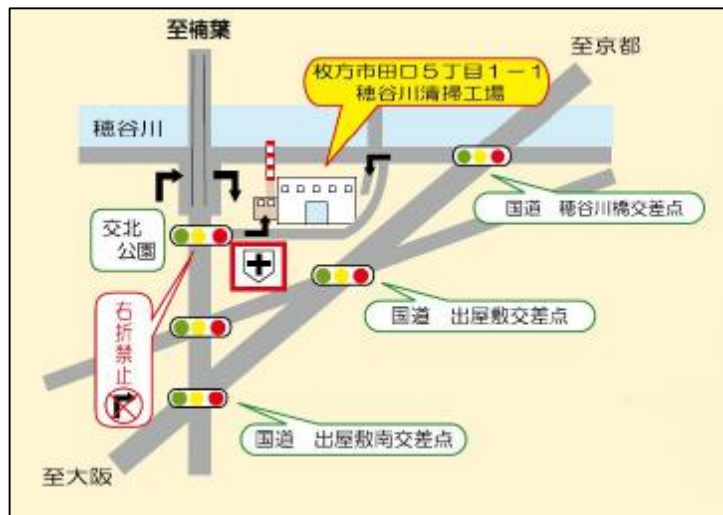 至楠葉
至京都
枚方市田口5丁目1-1
穂谷川清掃工場
穂谷川
国道 穂谷川橋交差点
交北
公園
国道 出屋敷交差点
右折禁止
国道 出屋敷南交差点
至大阪